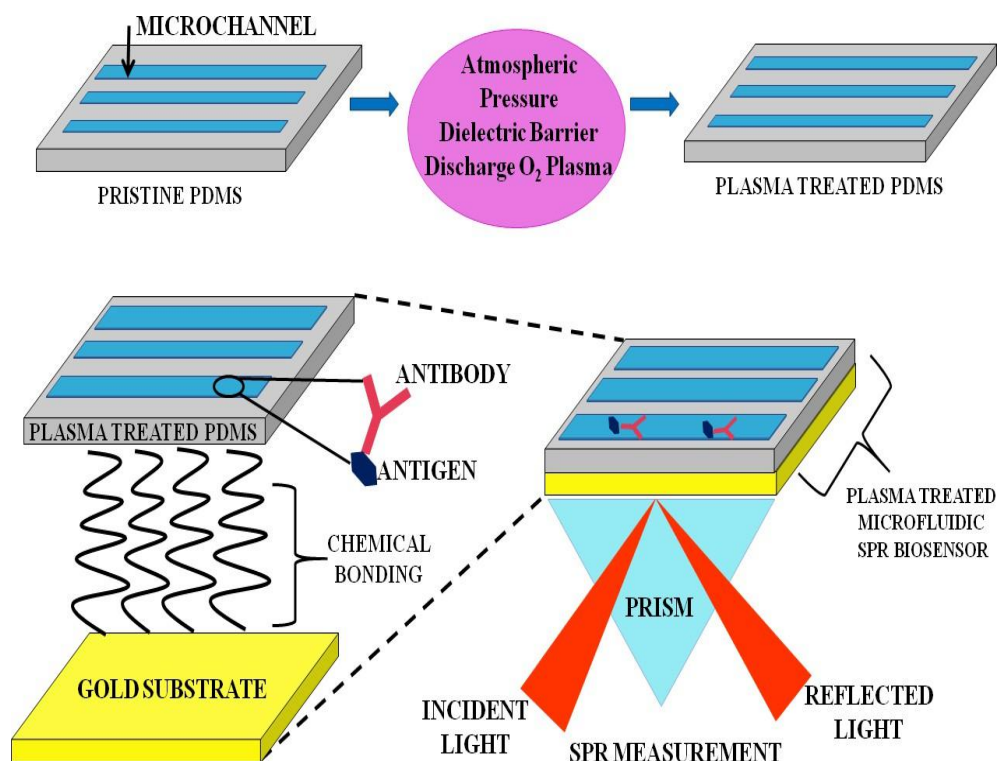 MICROCHANNEL
PRISTINE PDMS
Atmospheric
Pressure
Dielectric Barrier
Discharge O₂ Plasma
PLASMA TREATED PDMS
PLASMA TREATED PDMS
ANTIBODY
ANTIGEN
CHEMICAL
BONDING
GOLD SUBSTRATE
PLASMA TREATED
MICROFLUIDIC
SPR BIOSENSOR
PRISM
INCIDENT
LIGHT
REFLECTED
LIGHT
SPR MEASUREMENT